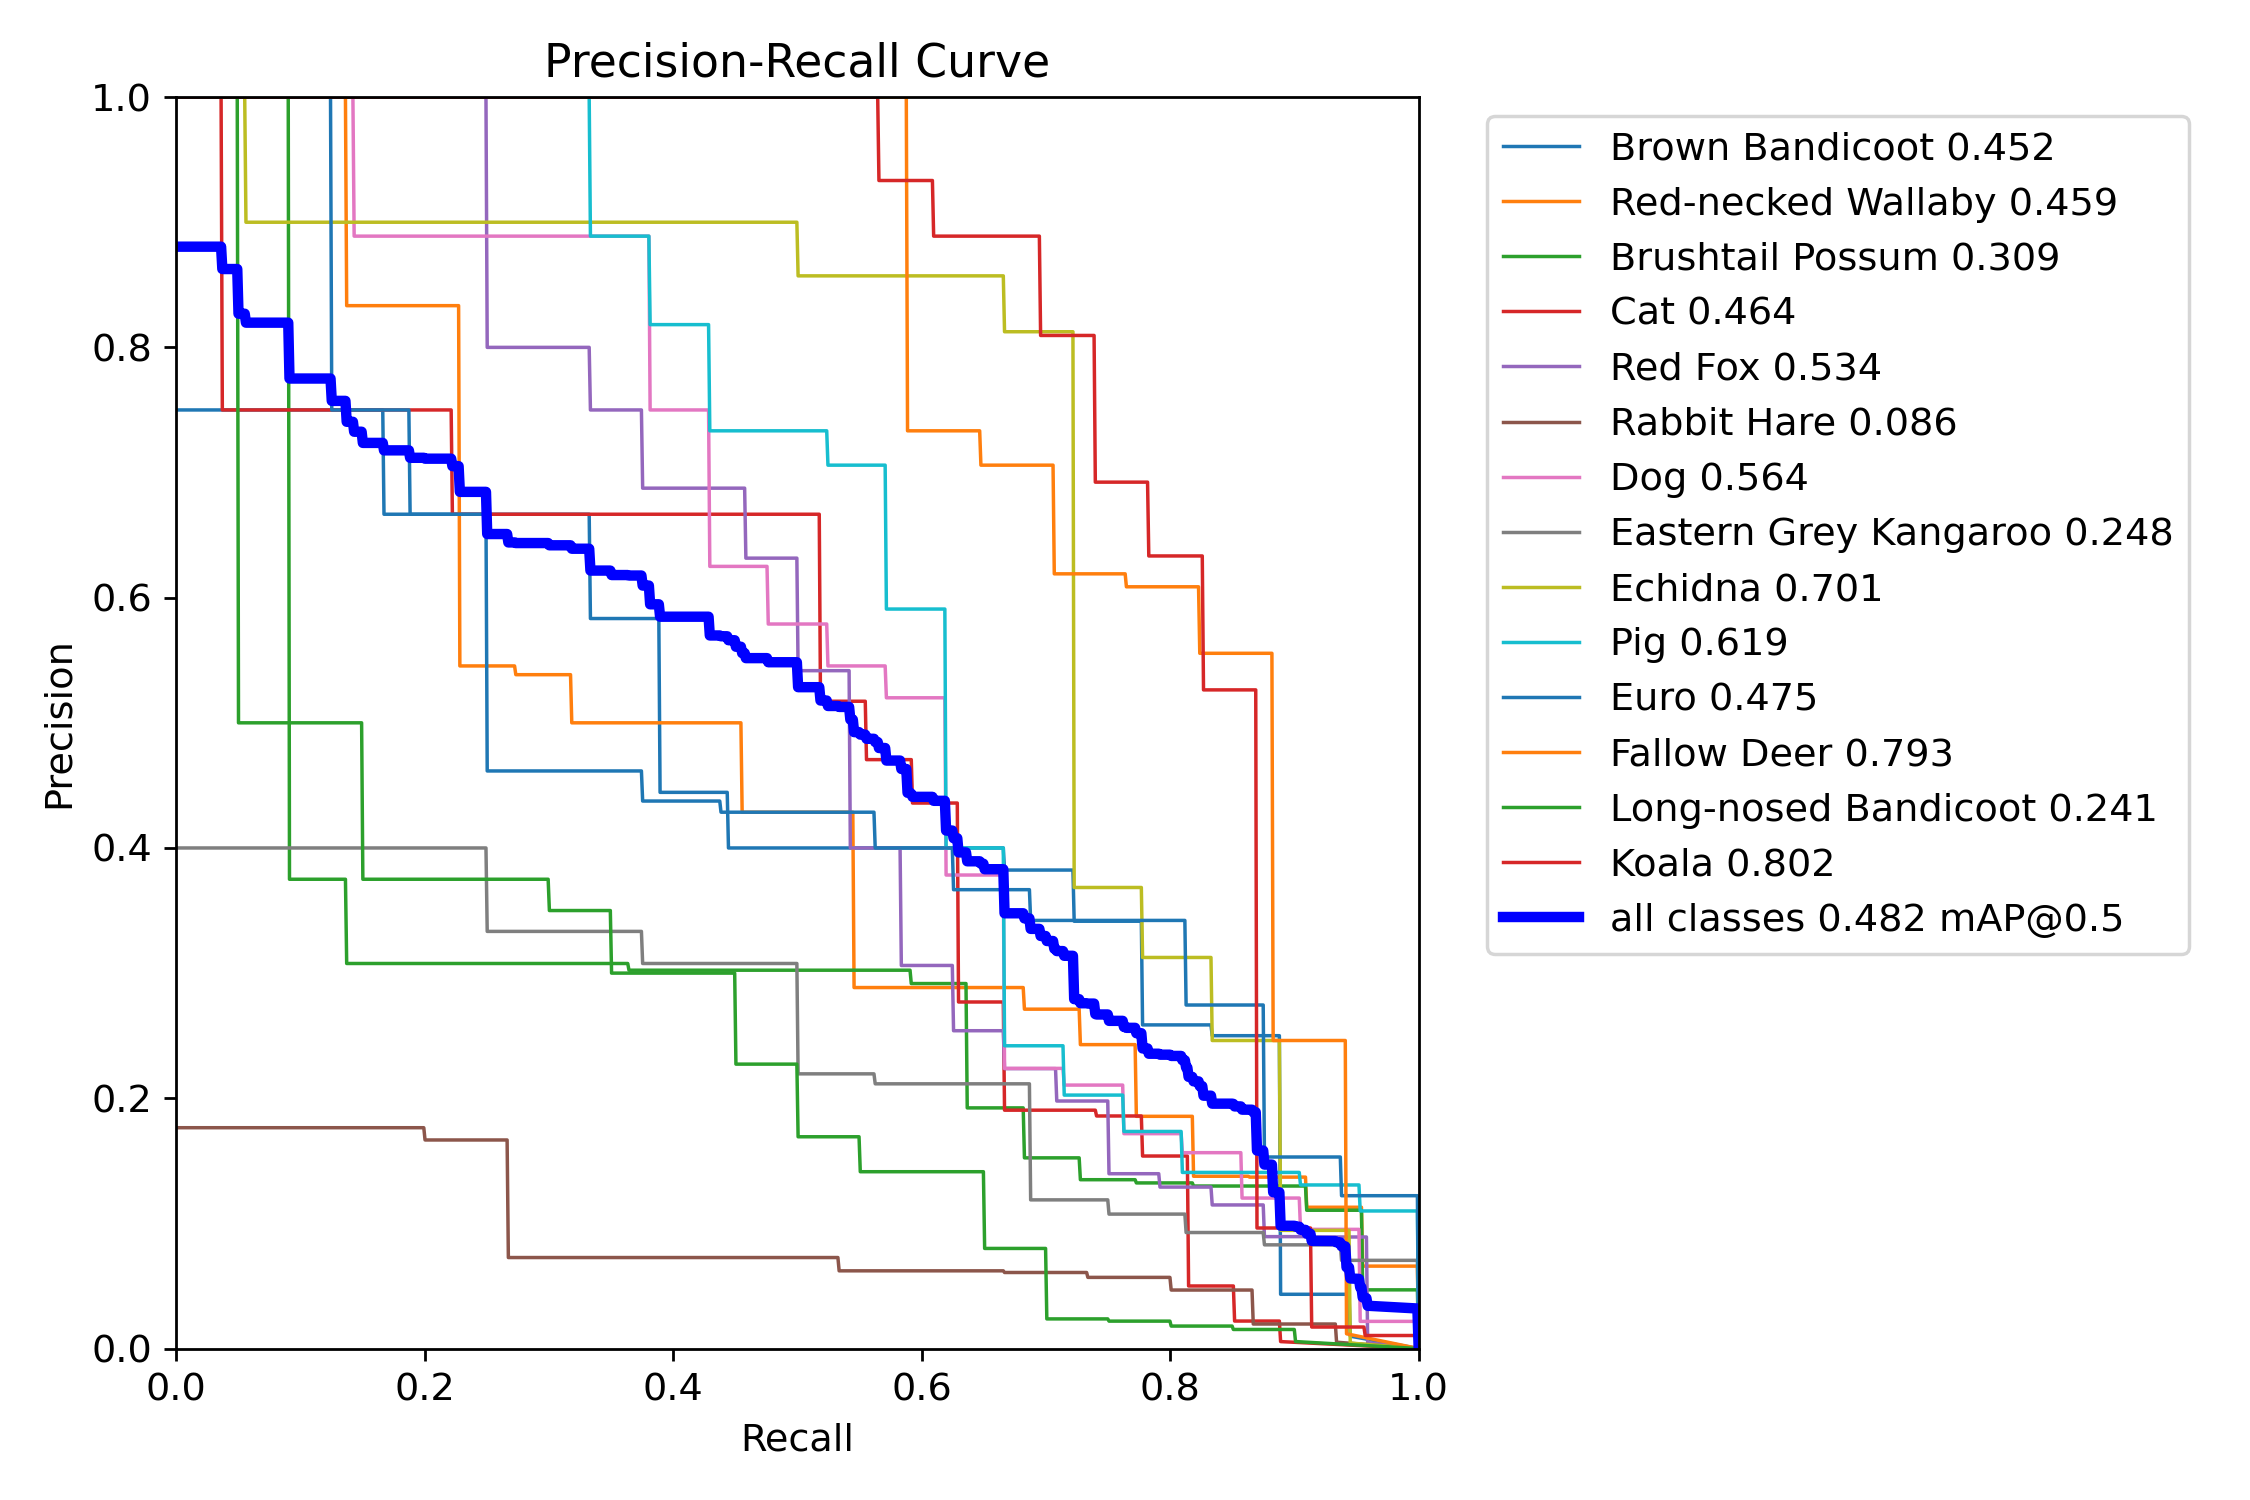 Precision-Recall Curve
1.0
0.8
0.6
0.4
0.2
0.0
Precision
0.0 0.2 0.4 0.6 0.8 1.0
Recall
Brown Bandicoot 0.452
Red-necked Wallaby 0.459
Brushtail Possum 0.309
Cat 0.464
Red Fox 0.534
Rabbit Hare 0.086
Dog 0.564
Eastern Grey Kangaroo 0.248
Echidna 0.701
Pig 0.619
Euro 0.475
Fallow Deer 0.793
Long-nosed Bandicoot 0.241
Koala 0.802
all classes 0.482 mAP@0.5